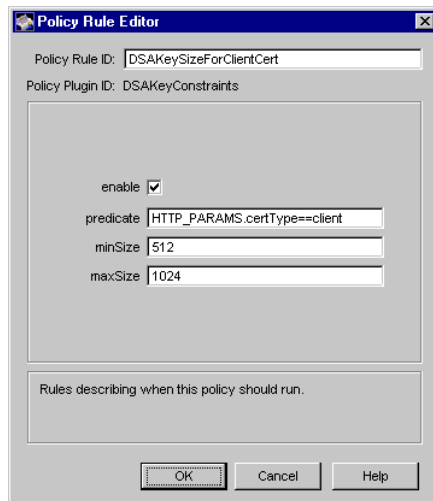 Policy Rule Editor
Policy Rule ID: DSAKeySizeForClientCert
Policy Plugin ID: DSAKeyConstraints
enable
predicate HTTP_PARAMS.certType==client
minSize 512
maxSize 1024
Rules describing when this policy should run.
OK Cancel Help